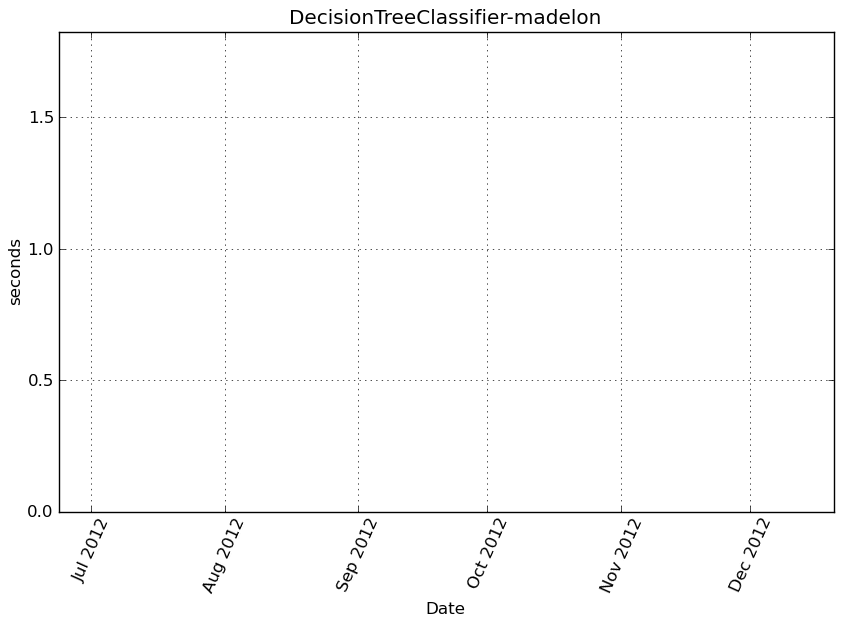 DecisionTreeClassifier-madelon
1.5
1.0
0.5
0.0
seconds
Jul 2012
Aug 2012
Sep 2012
Oct 2012
Nov 2012
Dec 2012
Date